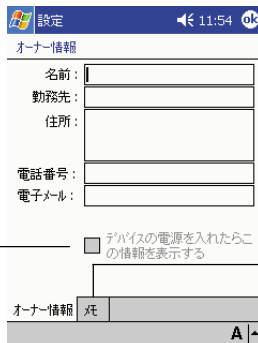 設定 11:54 ok
オーナー情報
名前：
勤務先：
住所：
電話番号：
電子メール：
デバイスの電源を入れたらこ
の情報を表示する
オーナー情報 メモ
A